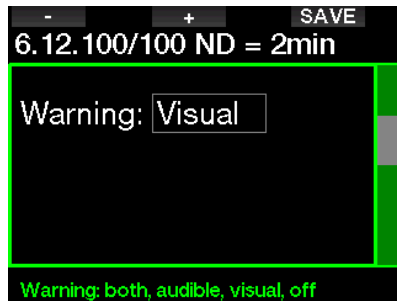 - + SAVE
6.12.100/100 ND = 2min
Warning: Visual
Warning: both, audible, visual, off